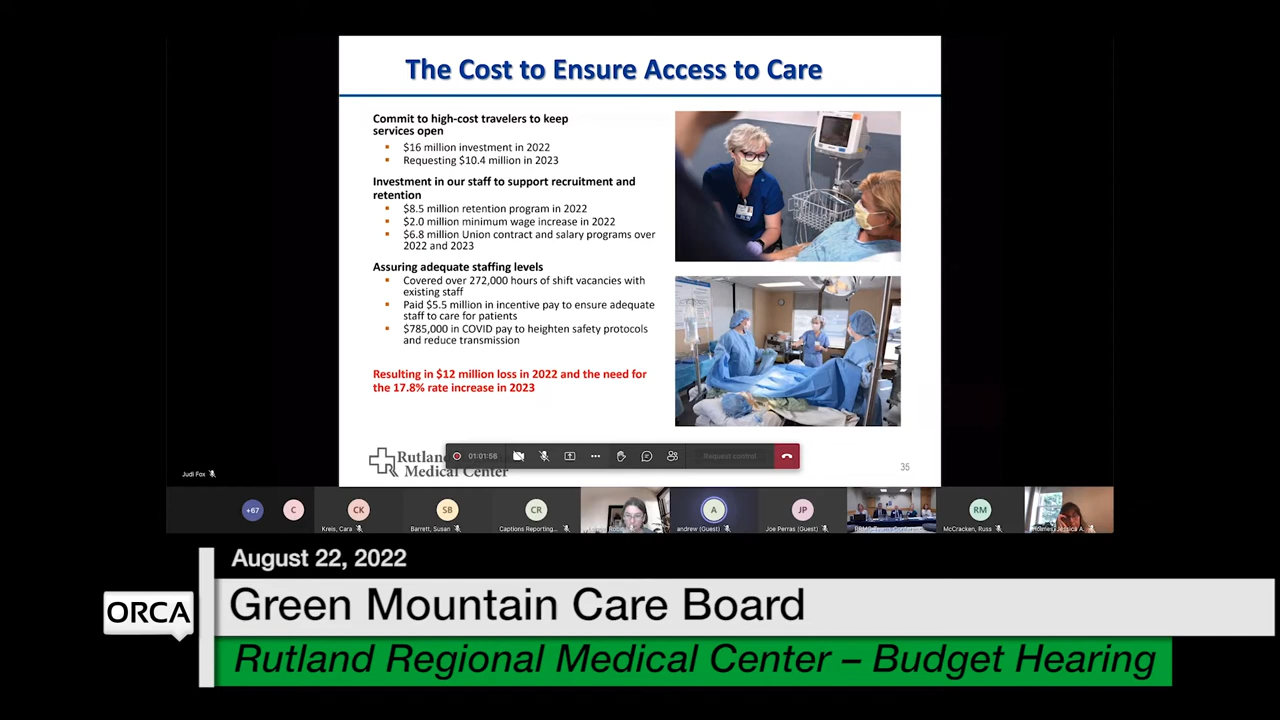 The Cost to Ensure Access to Care
Commit to high-cost travelers to keep
services open
$16 million investment in 2022
Requesting $10.4 million in 2023
Investment in our staff to support recruitment and
retention
$8.5 million retention program in 2022
$2.0 million minimum wage increase in 2022
$6.8 million Union contract and salary programs over
2022 and 2023
Assuring adequate staffing levels
Covered over 272,000 hours of shift vacancies with
existing staff
Paid $5.5 million in incentive pay to ensure adequate
staff to care for patients
$785,000 in COVID pay to heighten safety protocols
and reduce transmission
Resulting in $12 million loss in 2022 and the need for
the 17.8% rate increase in 2023
Rutland
Medical Center
01:01:56
Request control
35
Judi Fox
+67
C
CK
SB
CR
A
JP
RM
Kreis, Cara
Barrett, Susan
Captions Reporting...
andrew (Guest)
Joe Perras (Guest)
McCracken, Russ
August 22, 2022
ORCA
Green Mountain Care Board
Rutland Regional Medical Center – Budget Hearing